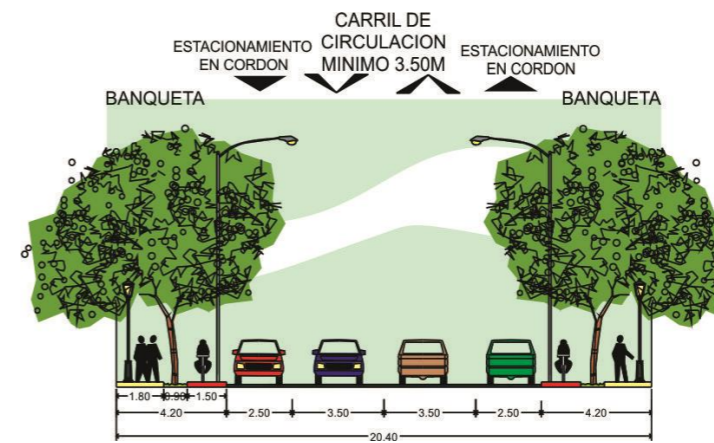 CARRIL DE
CIRCULACION
MINIMO 3.50M
ESTACIONAMIENTO
EN CORDON
ESTACIONAMIENTO
EN CORDON
BANQUETA
BANQUETA
1.80 0.90 1.50
4.20 2.50 3.50 3.50 2.50 4.20
20.40